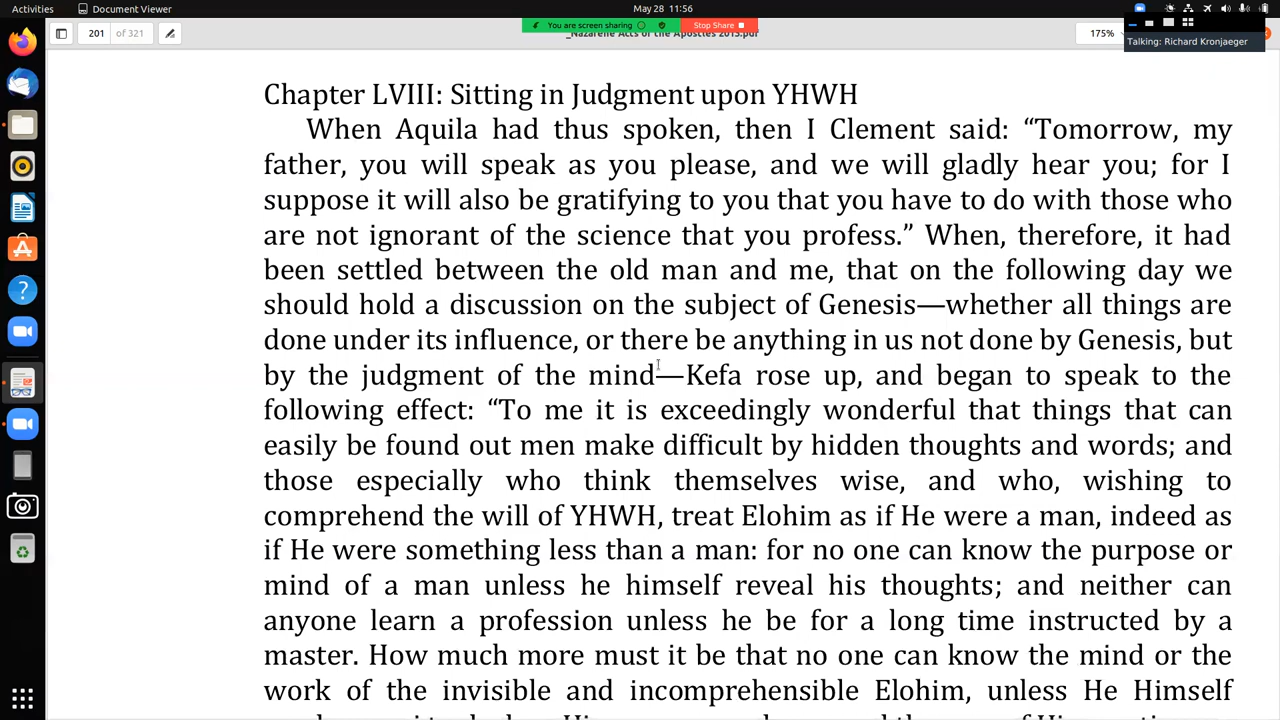 Activities
Document Viewer
May 28 11:56
201
of 321
You are screen sharing
Stop Share
_Nazarene Acts of the Apostles 2013.pdf
175%
Talking: Richard Kronjaeger
Chapter LVIII: Sitting in Judgment upon YHWH
When Aquila had thus spoken, then I Clement said: “Tomorrow, my
father, you will speak as you please, and we will gladly hear you; for I
suppose it will also be gratifying to you that you have to do with those who
are not ignorant of the science that you profess.” When, therefore, it had
been settled between the old man and me, that on the following day we
should hold a discussion on the subject of Genesis—whether all things are
done under its influence, or there be anything in us not done by Genesis, but
by the judgment of the mind—Kefa rose up, and began to speak to the
following effect: “To me it is exceedingly wonderful that things that can
easily be found out men make difficult by hidden thoughts and words; and
those especially who think themselves wise, and who, wishing to
comprehend the will of YHWH, treat Elohim as if He were a man, indeed as
if He were something less than a man: for no one can know the purpose or
mind of a man unless he himself reveal his thoughts; and neither can
anyone learn a profession unless he be for a long time instructed by a
master. How much more must it be that no one can know the mind or the
work of the invisible and incomprehensible Elohim, unless He Himself